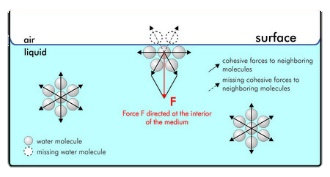 air
surface
liquid
cohesive forces to neighboring
molecules
missing cohesive forces to
neighboring molecules
F
Force F directed at the interior
of the medium
water molecule
missing water molecule